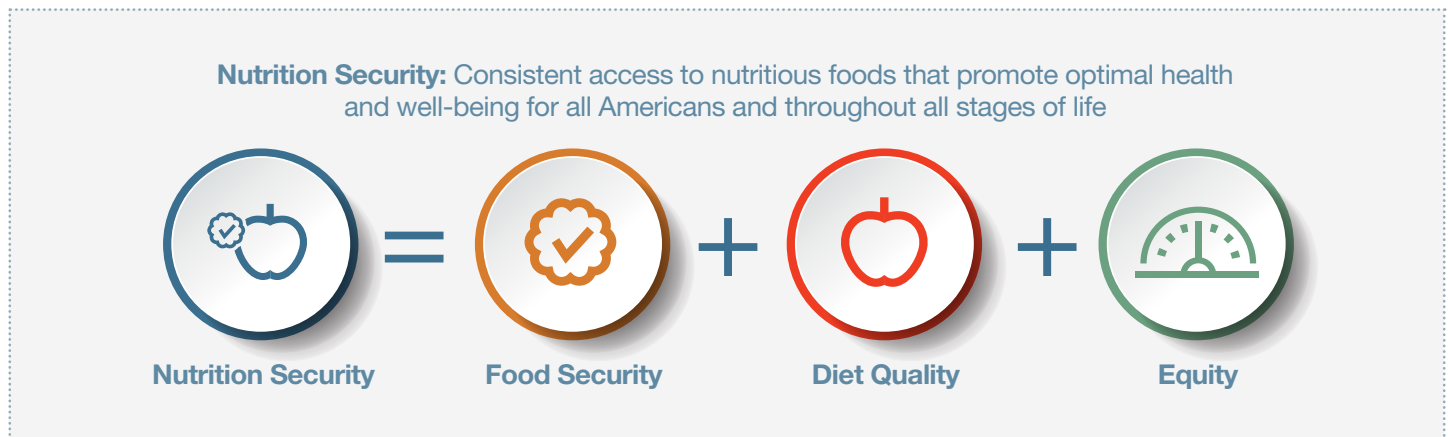 Nutrition Security: Consistent access to nutritious foods that promote optimal health
and well-being for all Americans and throughout all stages of life
= + +
Nutrition Security Food Security Diet Quality Equity